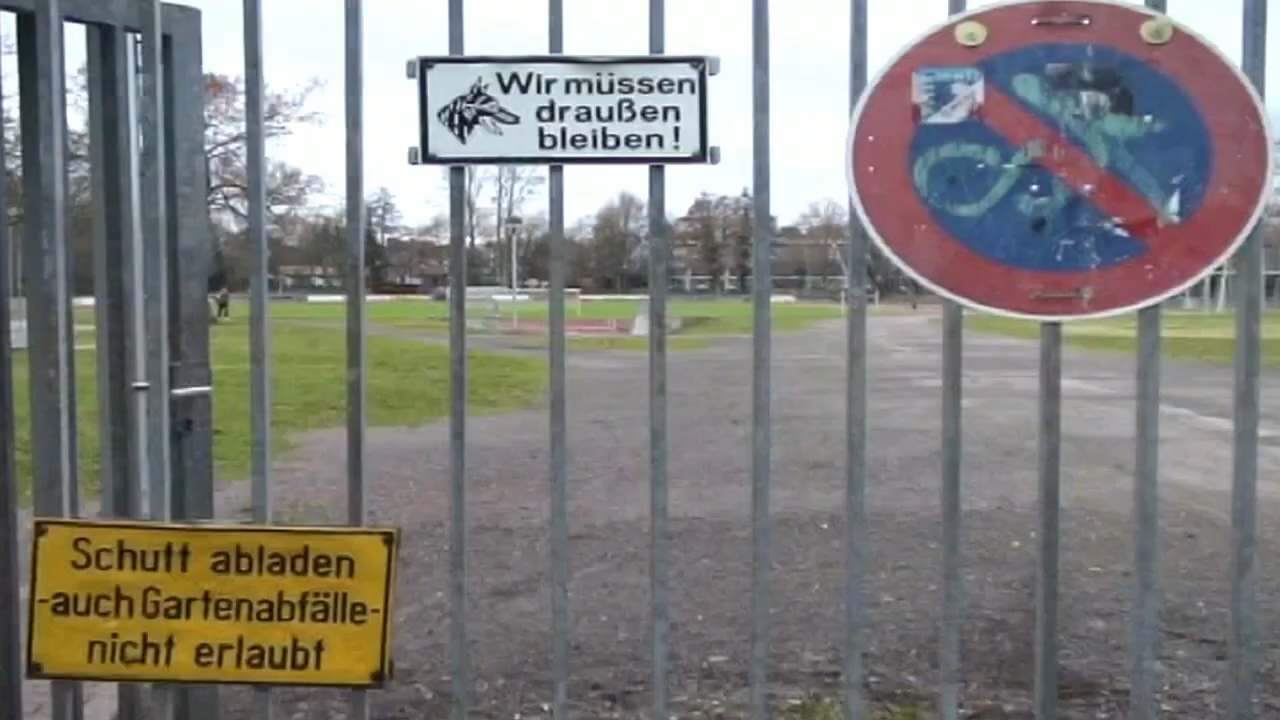 Wir müssen
draußen
bleiben!
Schutt abladen
-auch Gartenabfälle-
nicht erlaubt